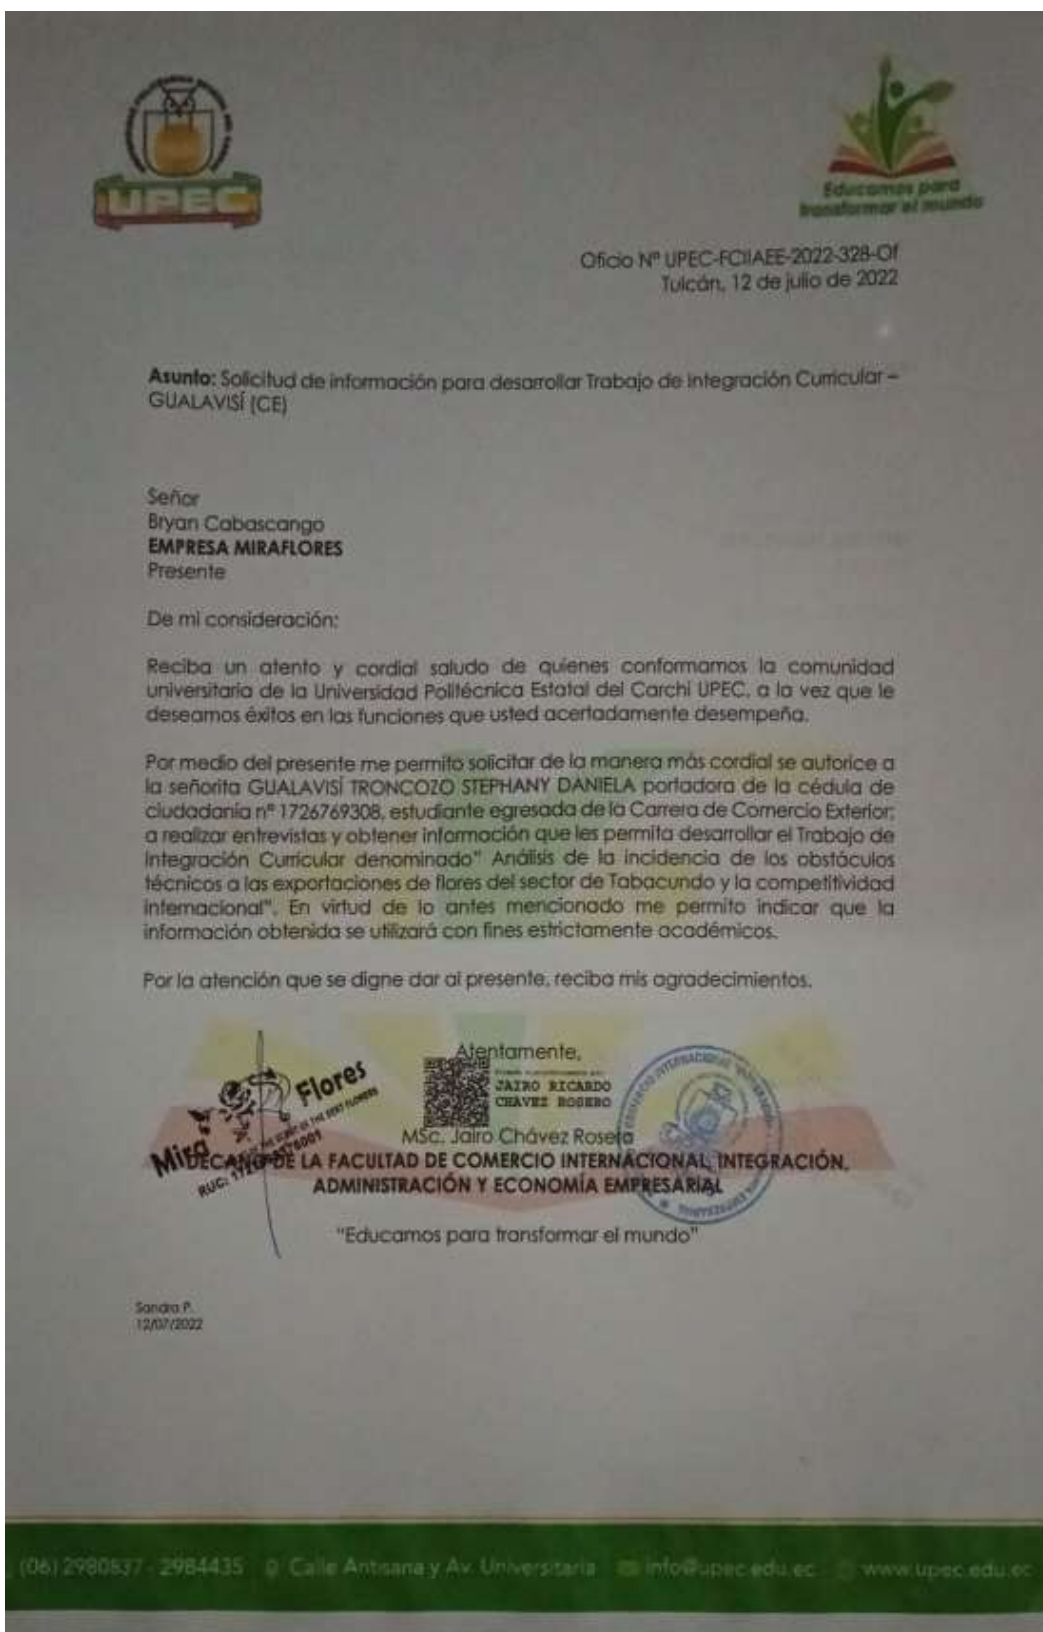 UPEC
Educamos para
transformar el mundo
Oficio Nº UPEC-FCIIAEE-2022-328-Of
Tulcán, 12 de julio de 2022
Asunto: Solicitud de información para desarrollar Trabajo de Integración Curricular –
GUALAVISÍ (CE)
Señor
Bryan Cabascango
EMPRESA MIRAFLORES
Presente
De mi consideración:
Reciba un atento y cordial saludo de quienes conformamos la comunidad
universitaria de la Universidad Politécnica Estatal del Carchi UPEC, a la vez que le
deseamos éxitos en las funciones que usted acertadamente desempeña.
Por medio del presente me permito solicitar de la manera más cordial se autorice a
la señorita GUALAVISÍ TRONCOZO STEPHANY DANIELA portadora de la cédula de
ciudadanía nº 1726769308, estudiante egresada de la Carrera de Comercio Exterior;
a realizar entrevistas y obtener información que les permita desarrollar el Trabajo de
Integración Curricular denominado" Análisis de la incidencia de los obstáculos
técnicos a las exportaciones de flores del sector de Tabacundo y la competitividad
internacional". En virtud de lo antes mencionado me permito indicar que la
información obtenida se utilizará con fines estrictamente académicos.
Por la atención que se digne dar al presente, reciba mis agradecimientos.
Atentamente,
JAIRO RICARDO
CHAVEZ ROSERO
Mira Flores
RUC:
MSc. Jairo Chávez Rosero
DECANO DE LA FACULTAD DE COMERCIO INTERNACIONAL, INTEGRACIÓN,
ADMINISTRACIÓN Y ECONOMÍA EMPRESARIAL
"Educamos para transformar el mundo"
Sandra P.
12/07/2022
(06) 2980837 - 2984435 Calle Antisana y Av. Universitaria info@upec.edu.ec www.upec.edu.ec